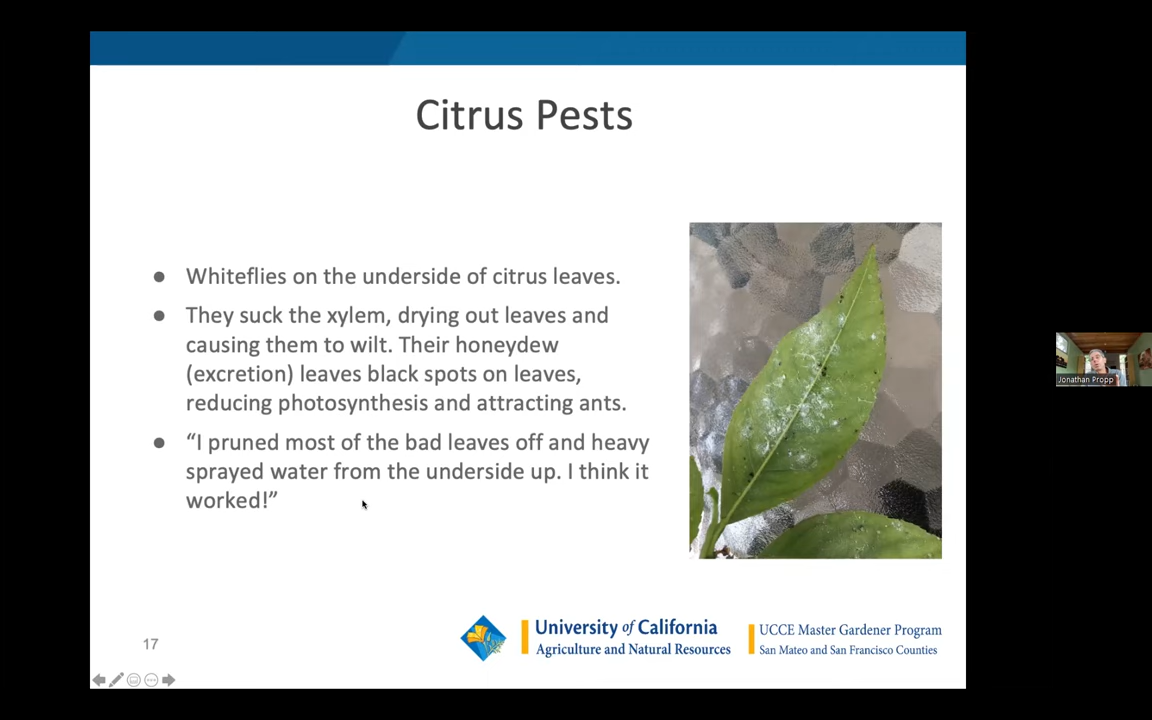 Citrus Pests
● Whiteflies on the underside of citrus leaves.
● They suck the xylem, drying out leaves and
causing them to wilt. Their honeydew
(excretion) leaves black spots on leaves,
reducing photosynthesis and attracting ants.
● “I pruned most of the bad leaves off and heavy
sprayed water from the underside up. I think it
worked!”
Jonathan Propp
17
University of California
Agriculture and Natural Resources
UCCE Master Gardener Program
San Mateo and San Francisco Counties